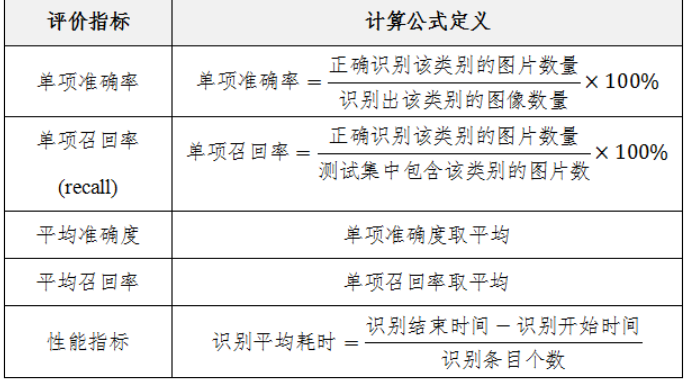 评价指标 计算公式定义
单项准确率 单项准确率 = 正确识别该类别的图片数量 / 识别出该类别的图像数量 × 100%
单项召回率
(recall)
单项召回率 = 正确识别该类别的图片数量 / 测试集中包含该类别的图片数 × 100%
平均准确度 单项准确度取平均
平均召回率 单项召回率取平均
性能指标 识别平均耗时 = 识别结束时间 − 识别开始时间 / 识别条目个数